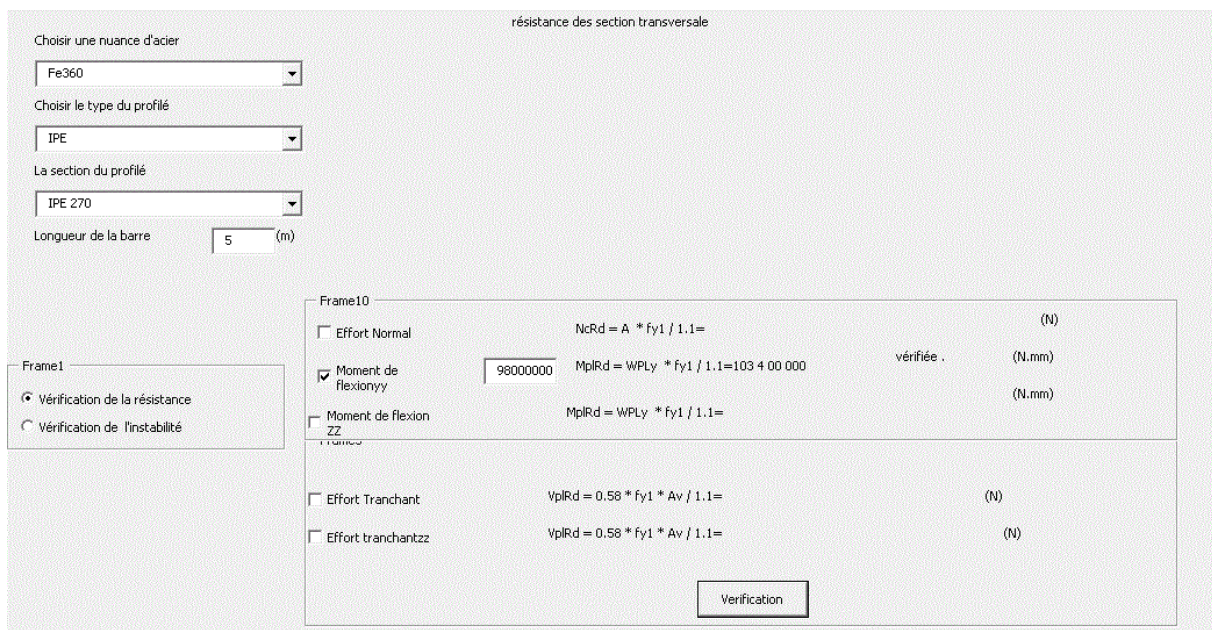 résistance des section transversale
Choisir une nuance d'acier
Fe360
Choisir le type du profilé
IPE
La section du profilé
IPE 270
Longueur de la barre 5 (m)
Frame10
Effort Normal NcRd = A * fy1 / 1.1= (N)
Moment de flexionyy 98000000 MplRd = WPLy * fy1 / 1.1=103 4 00 000 vérifiée . (N.mm)
Moment de flexion ZZ MplRd = WPLy * fy1 / 1.1= (N.mm)
Frame1
Vérification de la résistance
Vérification de l'instabilité
Effort Tranchant VplRd = 0.58 * fy1 * Av / 1.1= (N)
Effort tranchantzz VplRd = 0.58 * fy1 * Av / 1.1= (N)
Verification